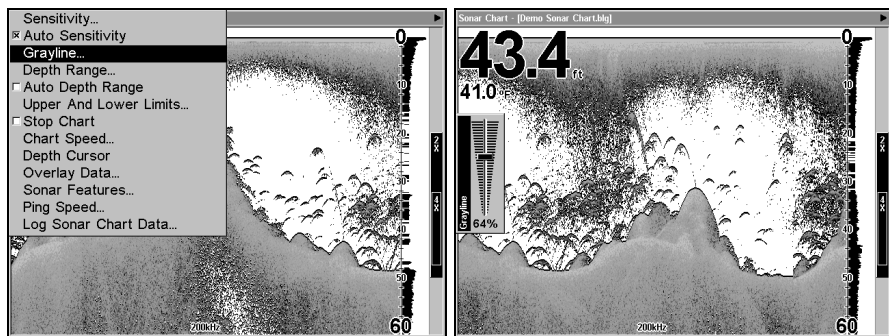 Sensitivity...
Auto Sensitivity
Grayline...
Depth Range...
Auto Depth Range
Upper And Lower Limits...
Stop Chart
Chart Speed...
Depth Cursor
Overlay Data...
Sonar Features...
Ping Speed...
Log Sonar Chart Data...
0
10
20
30
40
50
60
2X
4X
200kHz
Sonar Chart - [Demo Sonar Chart.blg]
43.4 ft
41.0 °F
Grayline
64%
0
10
20
30
40
50
60
2X
4X
200kHz